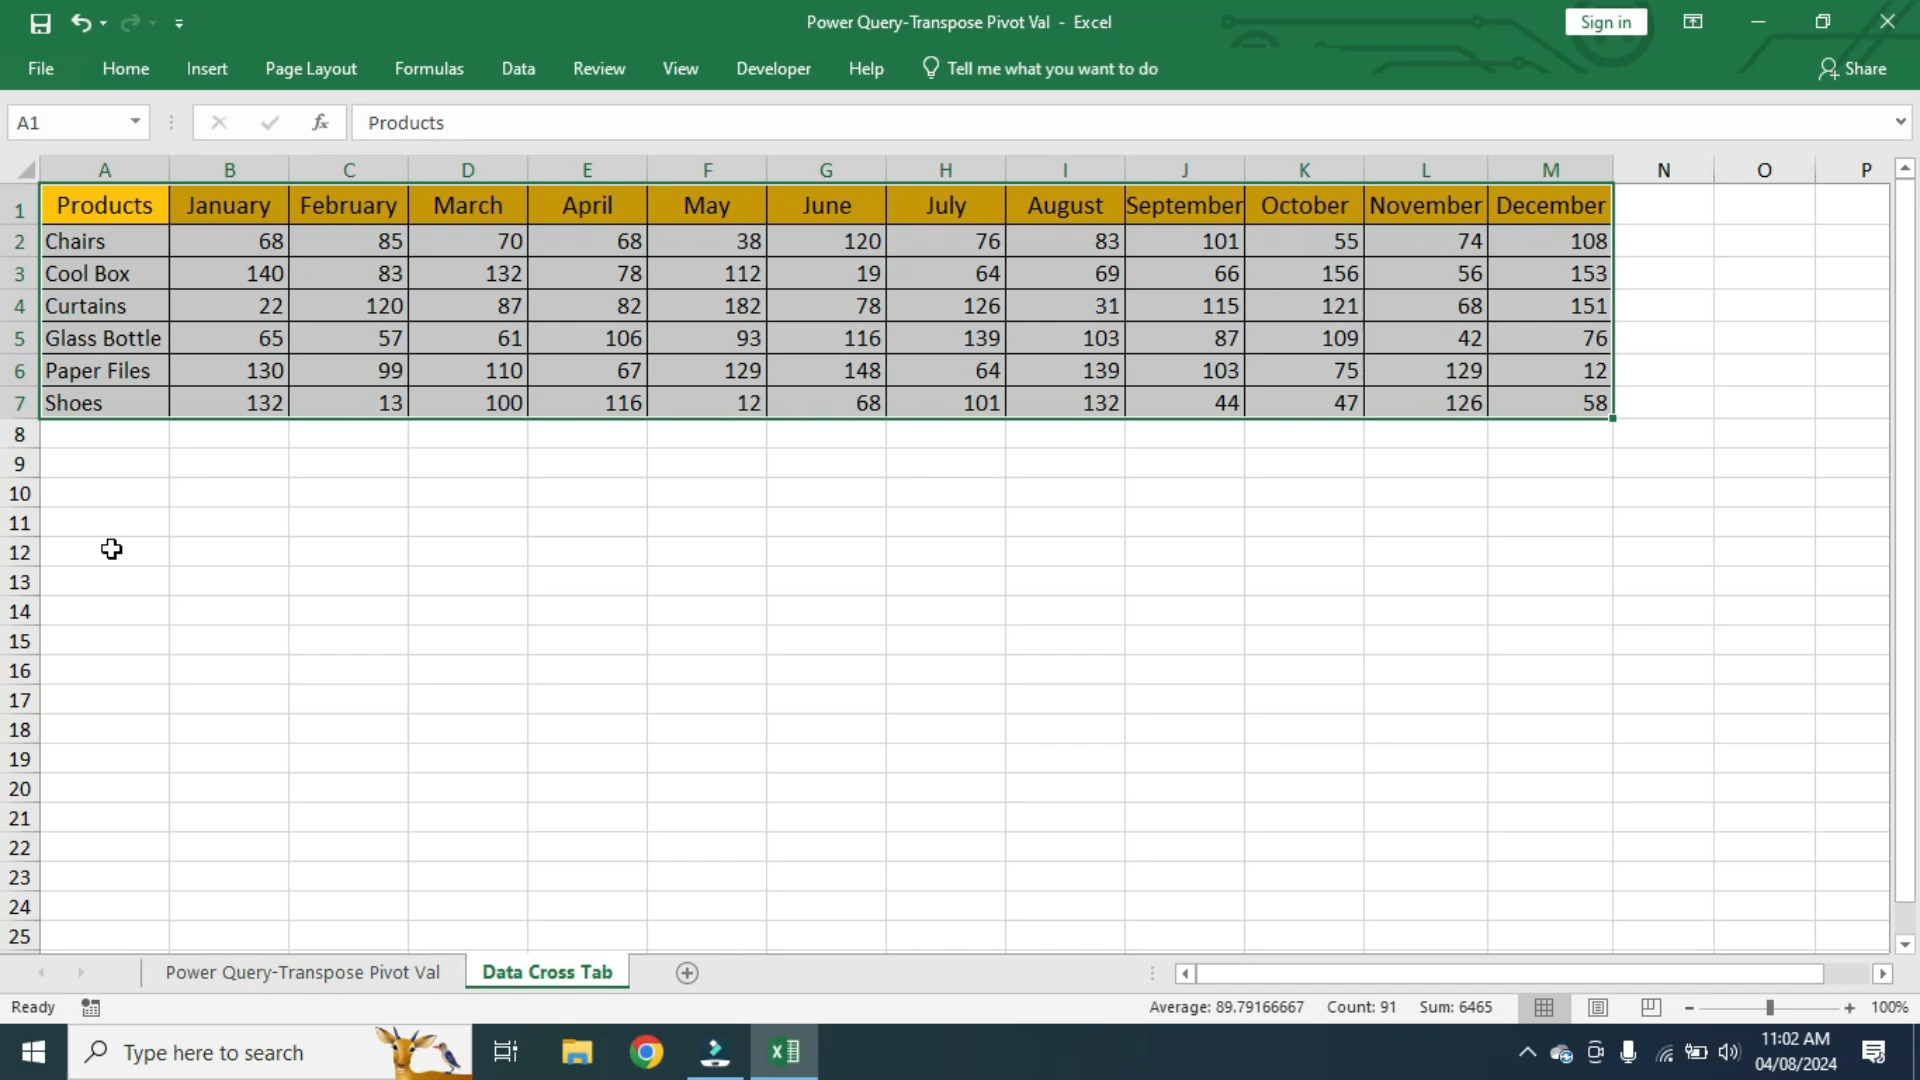 Power Query-Transpose Pivot Val - Excel
Sign in
File Home Insert Page Layout Formulas Data Review View Developer Help Tell me what you want to do Share
A1 fx Products
A B C D E F G H I J K L M N O P
1 Products January February March April May June July August September October November December
2 Chairs 68 85 70 68 38 120 76 83 101 55 74 108
3 Cool Box 140 83 132 78 112 19 64 69 66 156 56 153
4 Curtains 22 120 87 82 182 78 126 31 115 121 68 151
5 Glass Bottle 65 57 61 106 93 116 139 103 87 109 42 76
6 Paper Files 130 99 110 67 129 148 64 139 103 75 129 12
7 Shoes 132 13 100 116 12 68 101 132 44 47 126 58
8
9
10
11
12
13
14
15
16
17
18
19
20
21
22
23
24
25
Power Query-Transpose Pivot Val Data Cross Tab
Ready Average: 89.79166667 Count: 91 Sum: 6465 100%
Type here to search
11:02 AM
04/08/2024